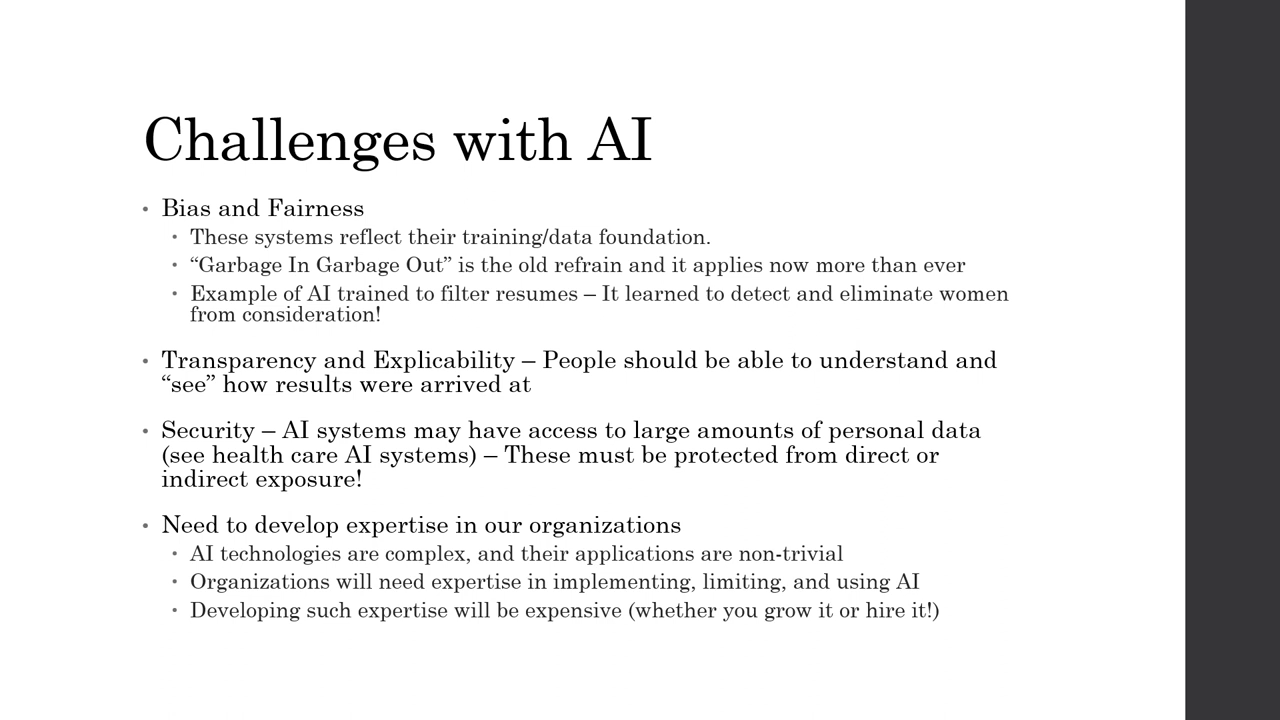 Challenges with AI
• Bias and Fairness
• These systems reflect their training/data foundation.
• “Garbage In Garbage Out” is the old refrain and it applies now more than ever
• Example of AI trained to filter resumes – It learned to detect and eliminate women
from consideration!
• Transparency and Explicability – People should be able to understand and
“see” how results were arrived at
• Security – AI systems may have access to large amounts of personal data
(see health care AI systems) – These must be protected from direct or
indirect exposure!
• Need to develop expertise in our organizations
• AI technologies are complex, and their applications are non-trivial
• Organizations will need expertise in implementing, limiting, and using AI
• Developing such expertise will be expensive (whether you grow it or hire it!)